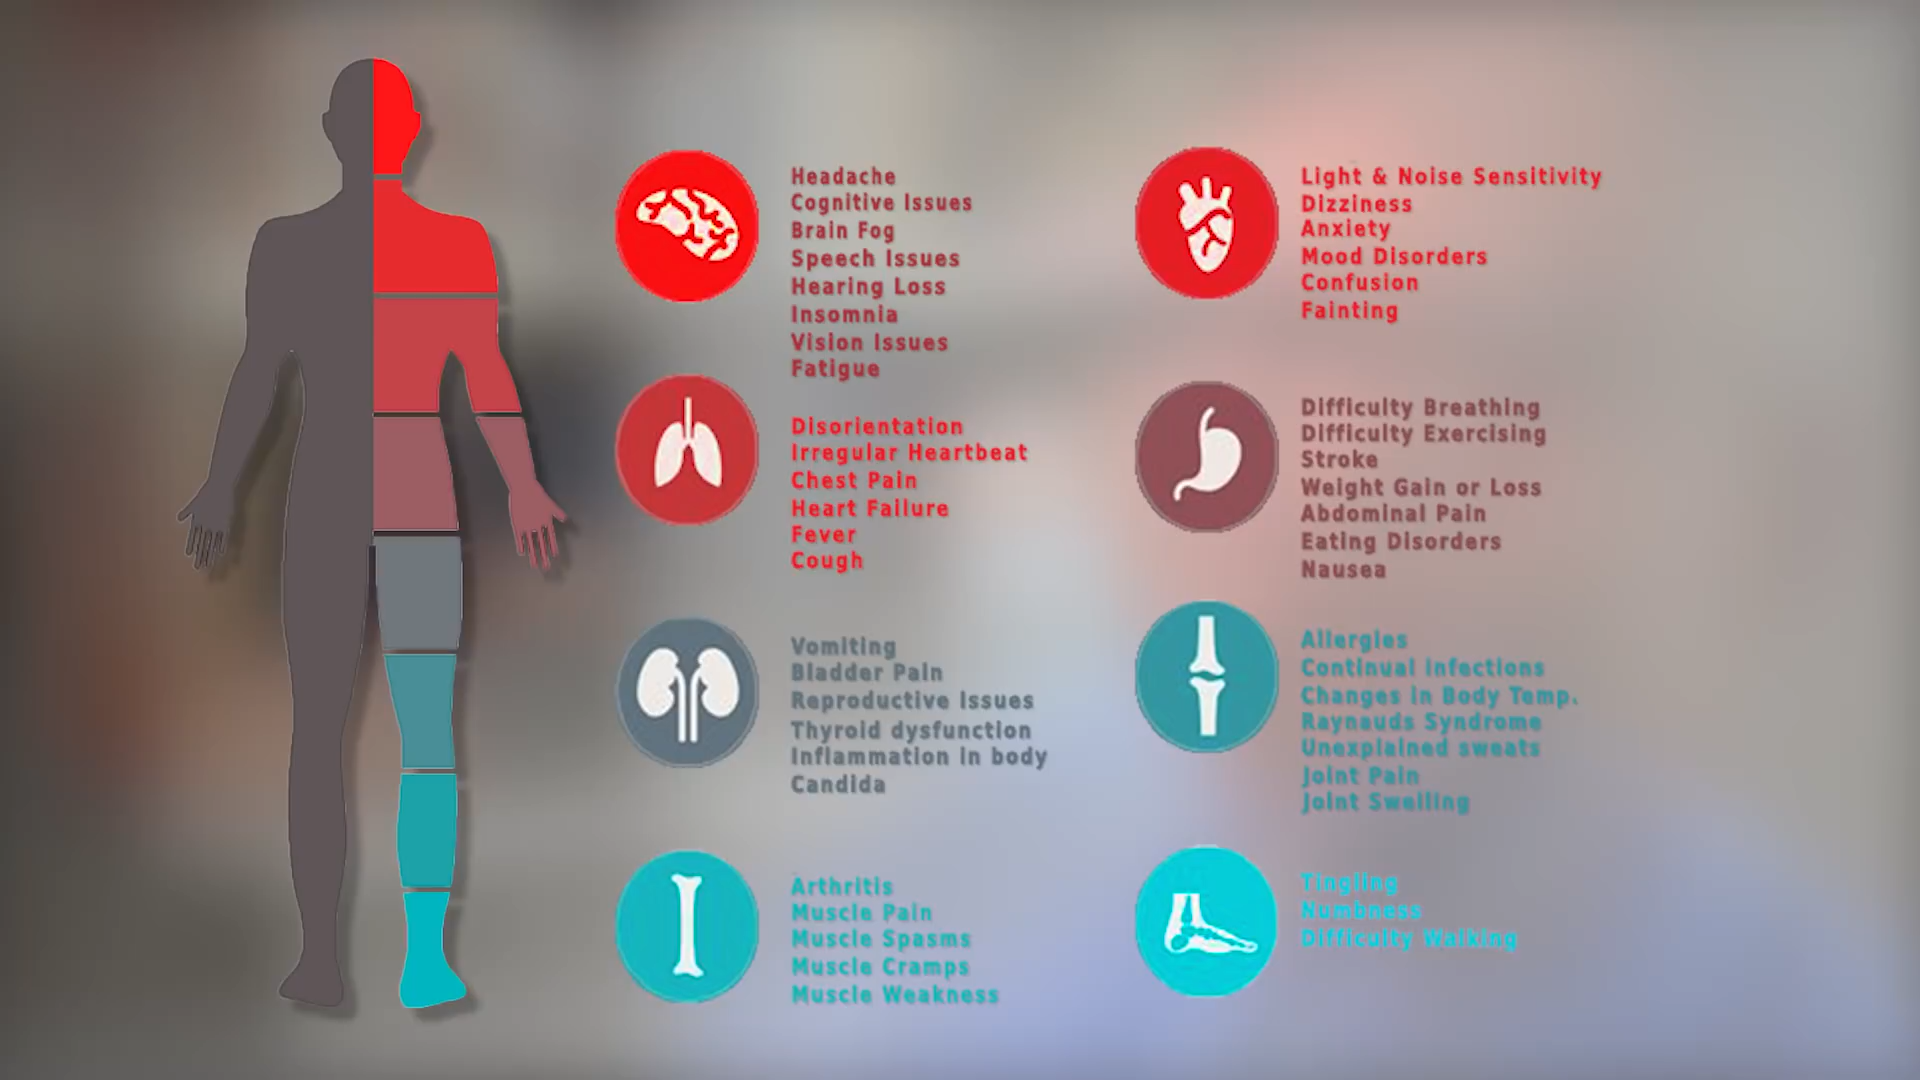 Headache
Cognitive Issues
Brain Fog
Speech Issues
Hearing Loss
Insomnia
Vision Issues
Fatigue
Light & Noise Sensitivity
Dizziness
Anxiety
Mood Disorders
Confusion
Fainting
Disorientation
Irregular Heartbeat
Chest Pain
Heart Failure
Fever
Cough
Difficulty Breathing
Difficulty Exercising
Stroke
Weight Gain or Loss
Abdominal Pain
Eating Disorders
Nausea
Vomiting
Bladder Pain
Reproductive Issues
Thyroid dysfunction
Inflammation in body
Candida
Allergies
Continual Infections
Changes in Body Temp.
Raynauds Syndrome
Unexplained sweats
Joint Pain
Joint Swelling
Arthritis
Muscle Pain
Muscle Spasms
Muscle Cramps
Muscle Weakness
Tingling
Numbness
Difficulty Walking